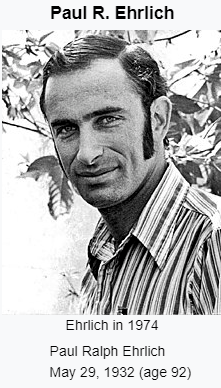 Paul R. Ehrlich
Ehrlich in 1974
Paul Ralph Ehrlich
May 29, 1932 (age 92)